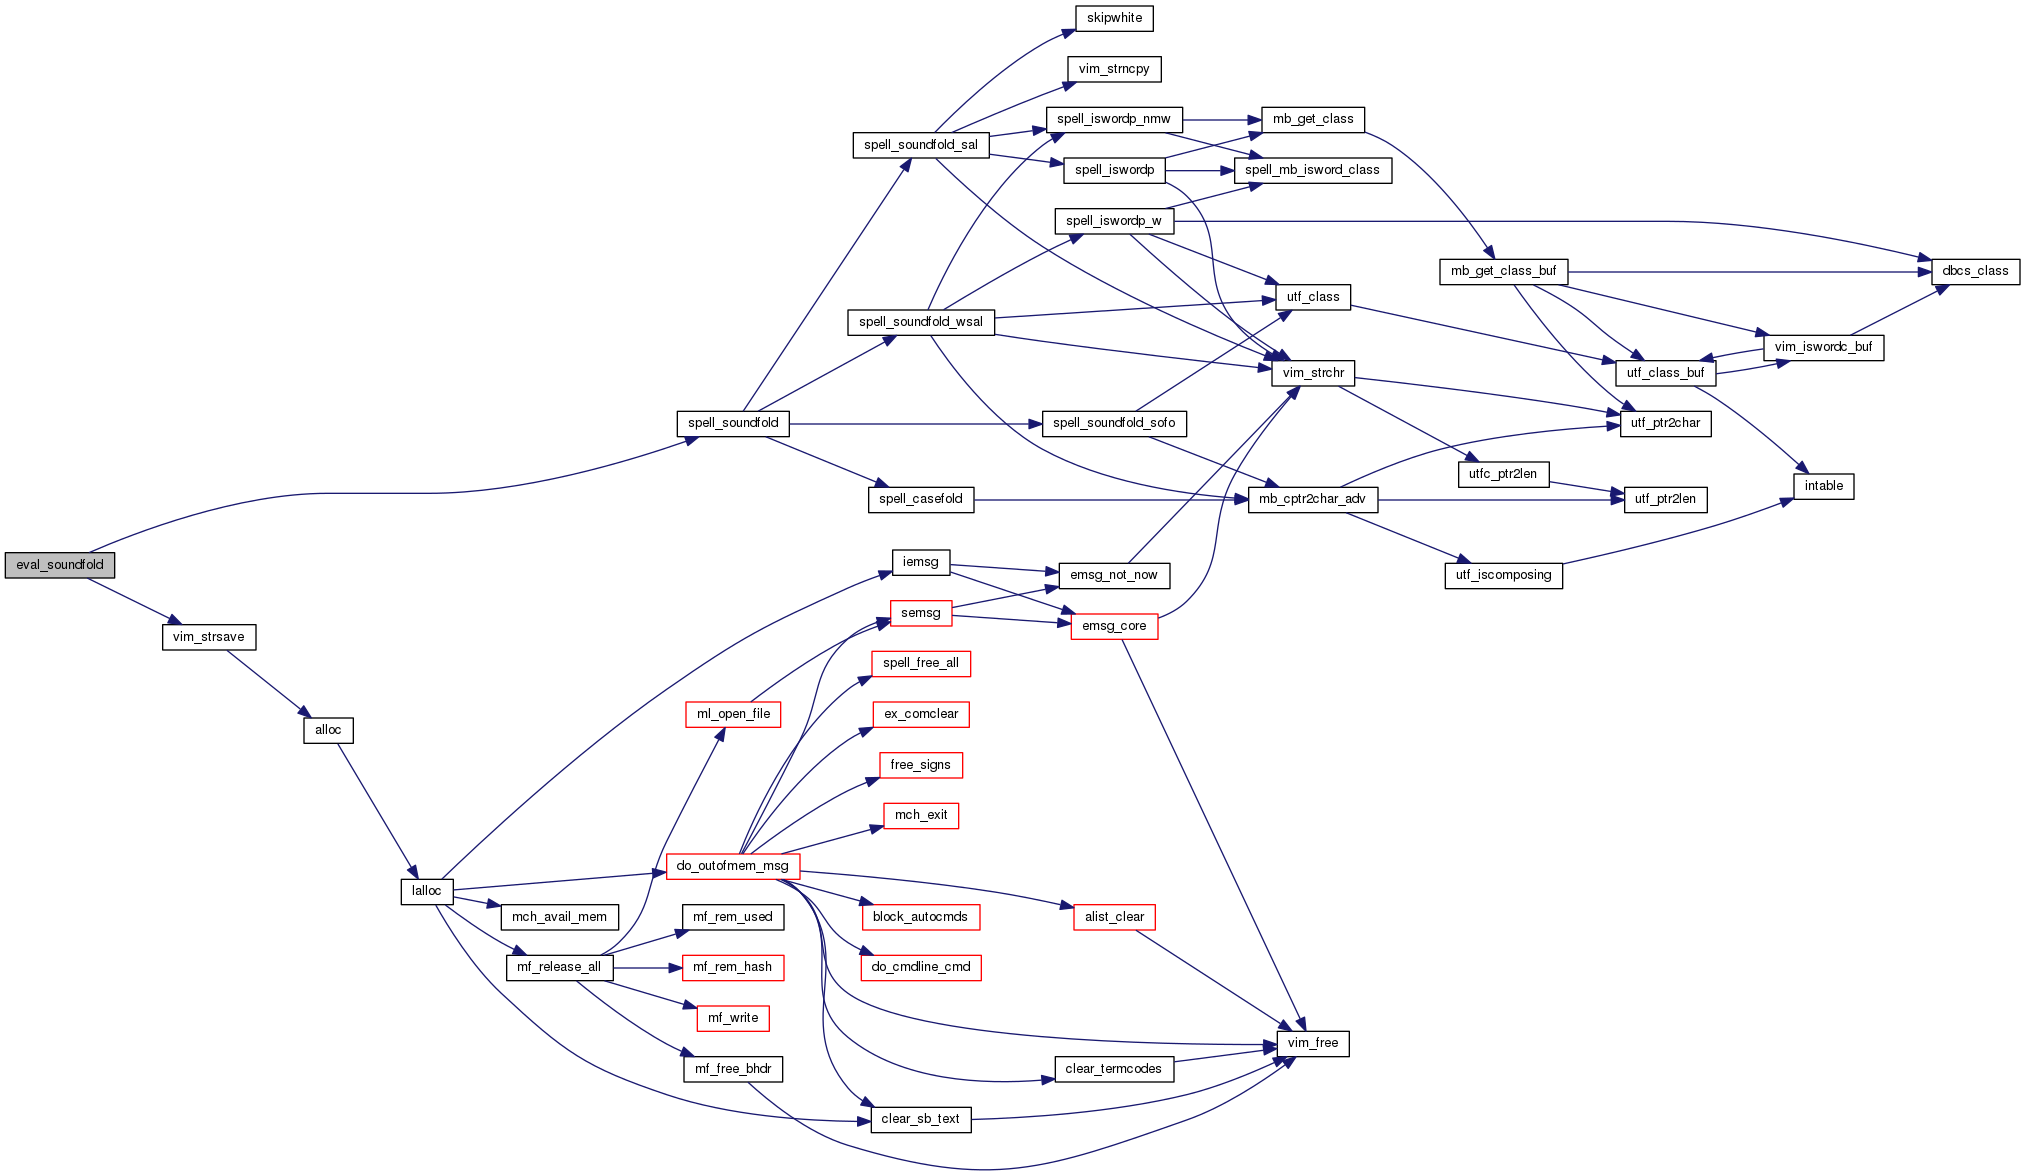 skipwhite
vim_strncpy
spell_iswordp_nmw
mb_get_class
spell_soundfold_sal
spell_iswordp
spell_mb_isword_class
spell_iswordp_w
mb_get_class_buf
dbcs_class
utf_class
spell_soundfold_wsal
vim_iswordc_buf
vim_strchr
utf_class_buf
spell_soundfold
spell_soundfold_sofo
utf_ptr2char
utfc_ptr2len
intable
spell_casefold
mb_cptr2char_adv
utf_ptr2len
eval_soundfold
iemsg
emsg_not_now
utf_iscomposing
semsg
emsg_core
vim_strsave
spell_free_all
ml_open_file
ex_comclear
alloc
free_signs
mch_exit
do_outofmem_msg
lalloc
mch_avail_mem
mf_rem_used
block_autocmds
alist_clear
mf_release_all
mf_rem_hash
do_cmdline_cmd
mf_write
vim_free
mf_free_bhdr
clear_termcodes
clear_sb_text